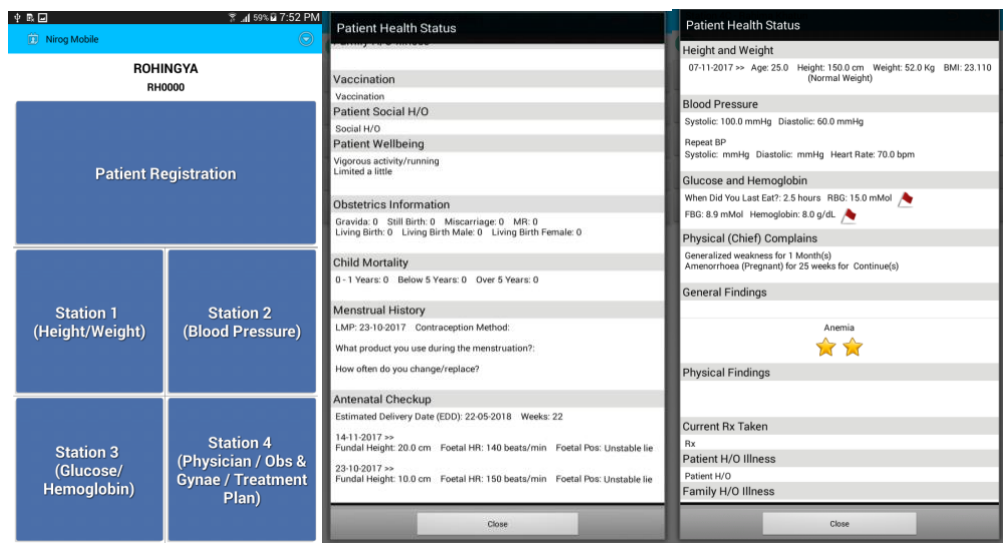 59% 7:52 PM
Nirog Mobile
ROHINGYA
RH0000
Patient Registration
Station 1
(Height/Weight)
Station 2
(Blood Pressure)
Station 3
(Glucose/
Hemoglobin)
Station 4
(Physician / Obs &
Gynae / Treatment
Plan)
Patient Health Status
Family H/O Illness
Vaccination
Vaccination
Patient Social H/O
Social H/O
Patient Wellbeing
Vigorous activity/running
Limited a little
Obstetrics Information
Gravida: 0 Still Birth: 0 Miscarriage: 0 MR: 0
Living Birth: 0 Living Birth Male: 0 Living Birth Female: 0
Child Mortality
0 - 1 Years: 0 Below 5 Years: 0 Over 5 Years: 0
Menstrual History
LMP: 23-10-2017 Contraception Method:
What product you use during the menstruation?:
How often do you change/replace?
Antenatal Checkup
Estimated Delivery Date (EDD): 22-05-2018 Weeks: 22
14-11-2017 >>
Fundal Height: 20.0 cm Foetal HR: 140 beats/min Foetal Pos: Unstable lie
23-10-2017 >>
Fundal Height: 10.0 cm Foetal HR: 150 beats/min Foetal Pos: Unstable lie
Close
Patient Health Status
Height and Weight
07-11-2017 >> Age: 25.0 Height: 150.0 cm Weight: 52.0 Kg BMI: 23.110
(Normal Weight)
Blood Pressure
Systolic: 100.0 mmHg Diastolic: 60.0 mmHg
Repeat BP
Systolic: mmHg Diastolic: mmHg Heart Rate: 70.0 bpm
Glucose and Hemoglobin
When Did You Last Eat?: 2.5 hours RBG: 15.0 mMol
FBG: 8.9 mMol Hemoglobin: 8.0 g/dL
Physical (Chief) Complains
Generalized weakness for 1 Month(s)
Amenorrhoea (Pregnant) for 25 weeks for Continue(s)
General Findings
Anemia
Physical Findings
Current Rx Taken
Rx
Patient H/O Illness
Patient H/O
Family H/O Illness
Close